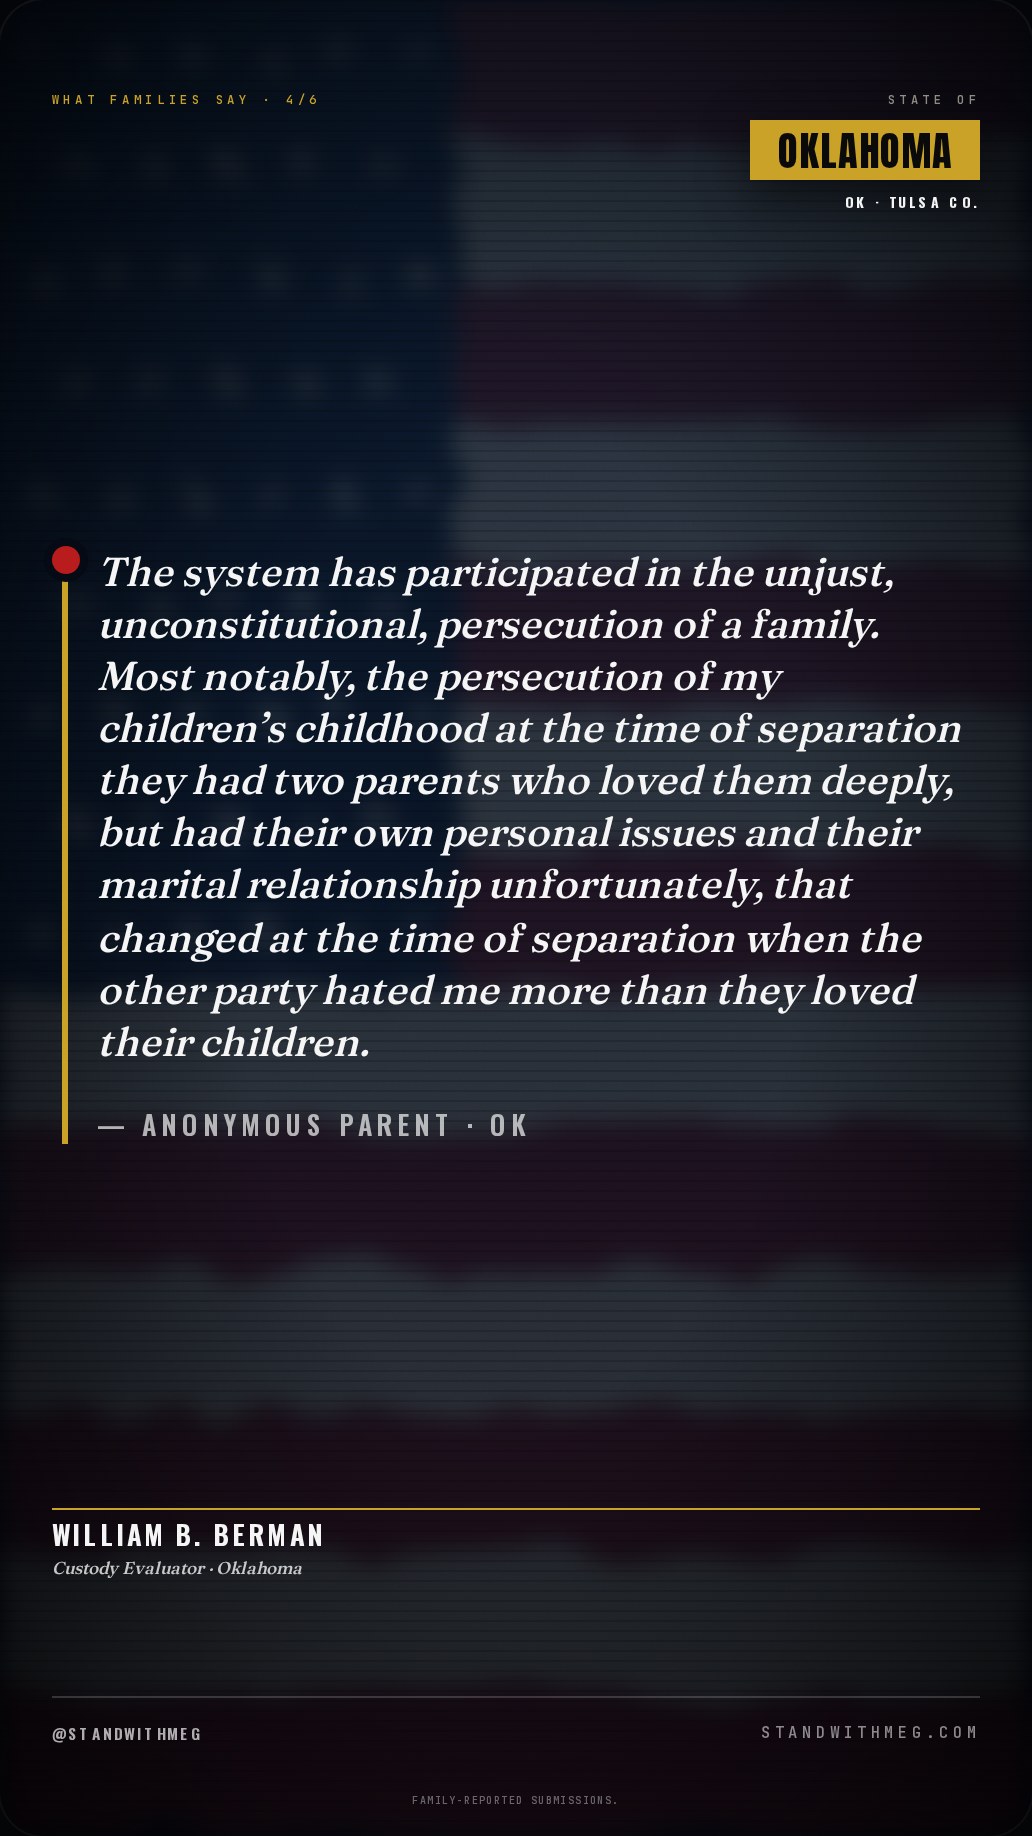 WHAT FAMILIES SAY · 4/6
STATE OF
OKLAHOMA
OK · TULSA CO.
The system has participated in the unjust,
unconstitutional, persecution of a family.
Most notably, the persecution of my
children’s childhood at the time of separation
they had two parents who loved them deeply,
but had their own personal issues and their
marital relationship unfortunately, that
changed at the time of separation when the
other party hated me more than they loved
their children.
— ANONYMOUS PARENT · OK
WILLIAM B. BERMAN
Custody Evaluator · Oklahoma
@STANDWITHMEG
STANDWITHMEG.COM
FAMILY-REPORTED SUBMISSIONS.